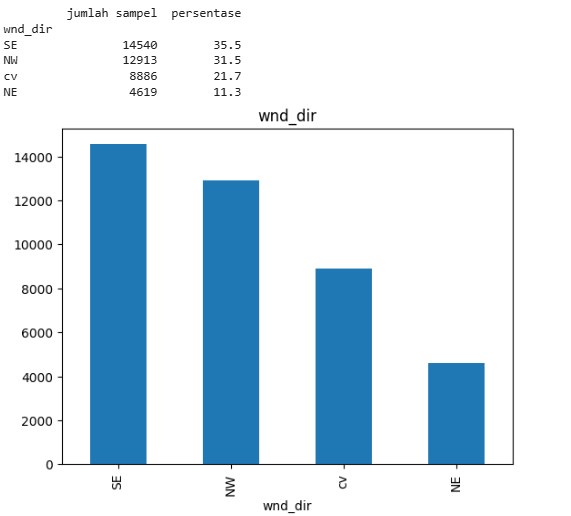 jumlah sampel persentase
wnd_dir
SE 14540 35.5
NW 12913 31.5
cv 8886 21.7
NE 4619 11.3
wnd_dir
14000
12000
10000
8000
6000
4000
2000
0
SE NW cv NE
wnd_dir